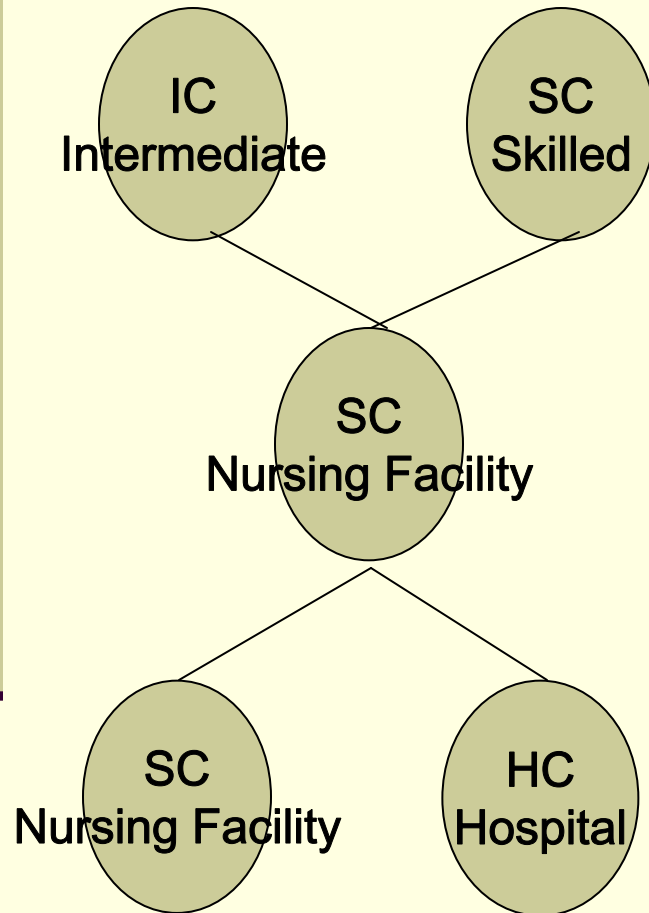 IC
Intermediate
SC
Skilled
SC
Nursing Facility
SC
Nursing Facility
HC
Hospital